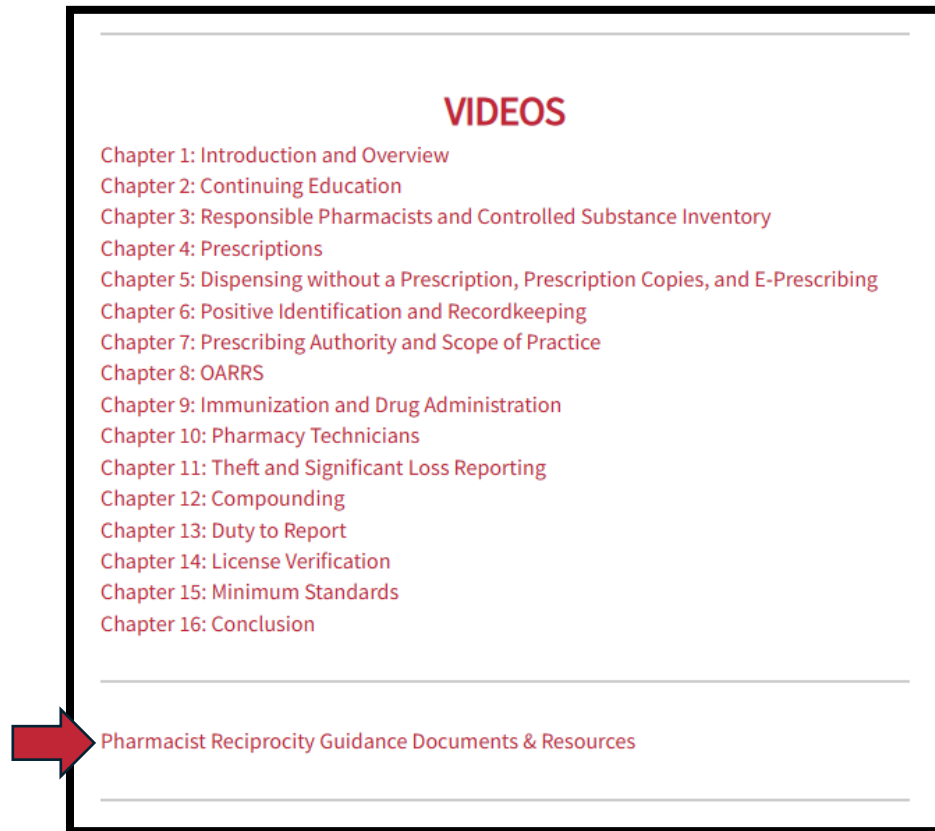 VIDEOS
Chapter 1: Introduction and Overview
Chapter 2: Continuing Education
Chapter 3: Responsible Pharmacists and Controlled Substance Inventory
Chapter 4: Prescriptions
Chapter 5: Dispensing without a Prescription, Prescription Copies, and E-Prescribing
Chapter 6: Positive Identification and Recordkeeping
Chapter 7: Prescribing Authority and Scope of Practice
Chapter 8: OARRS
Chapter 9: Immunization and Drug Administration
Chapter 10: Pharmacy Technicians
Chapter 11: Theft and Significant Loss Reporting
Chapter 12: Compounding
Chapter 13: Duty to Report
Chapter 14: License Verification
Chapter 15: Minimum Standards
Chapter 16: Conclusion
Pharmacist Reciprocity Guidance Documents & Resources